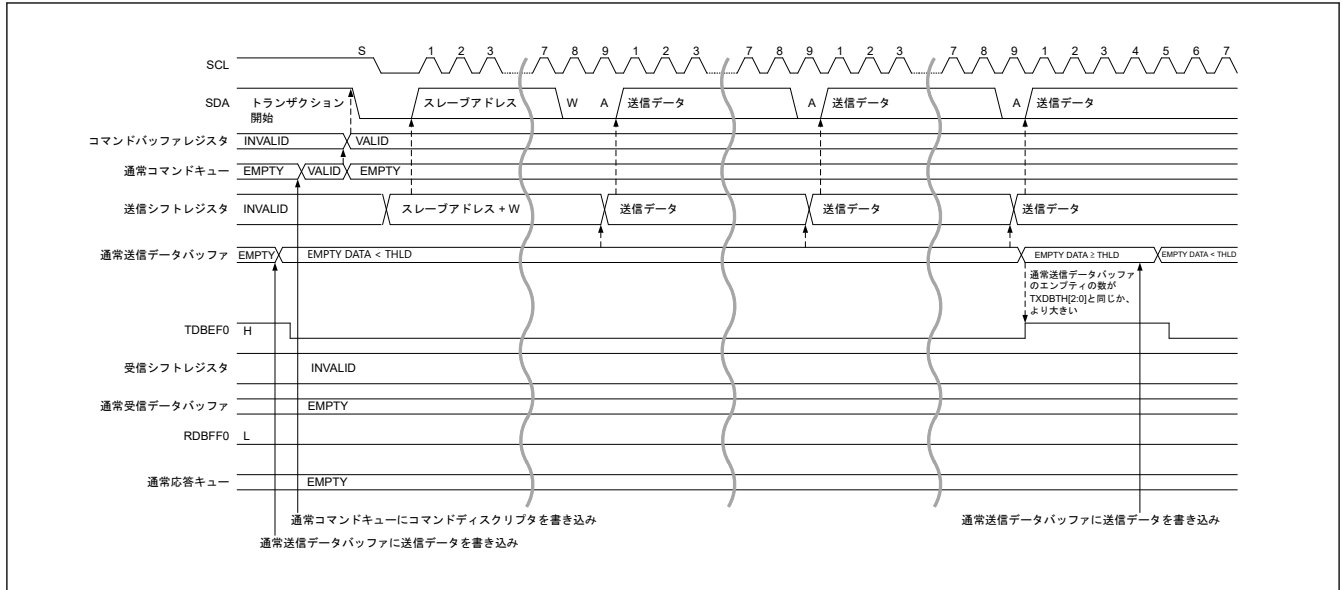 S 1 2 3 7 8 9 1 2 3 7 8 9 1 2 3 7 8 9 1 2 3 4 5 6 7
SCL
SDA トランザクション スレーブアドレス W A 送信データ A 送信データ A 送信データ
開始
コマンドバッファレジスタ INVALID VALID
通常コマンドキュー EMPTY VALID EMPTY
送信シフトレジスタ INVALID スレーブアドレス + W 送信データ 送信データ 送信データ
通常送信データバッファ EMPTY EMPTY DATA < THLD EMPTY DATA ≥ THLD EMPTY DATA < THLD
通常送信データバッファ
のエンプティの数が
TXDBTH[2:0]と同じか、
より大きい
TDBEF0 H
受信シフトレジスタ INVALID
通常受信データバッファ EMPTY
RDBFF0 L
通常応答キュー EMPTY
通常コマンドキューにコマンドディスクリプタを書き込み 通常送信データバッファに送信データを書き込み
通常送信データバッファに送信データを書き込み